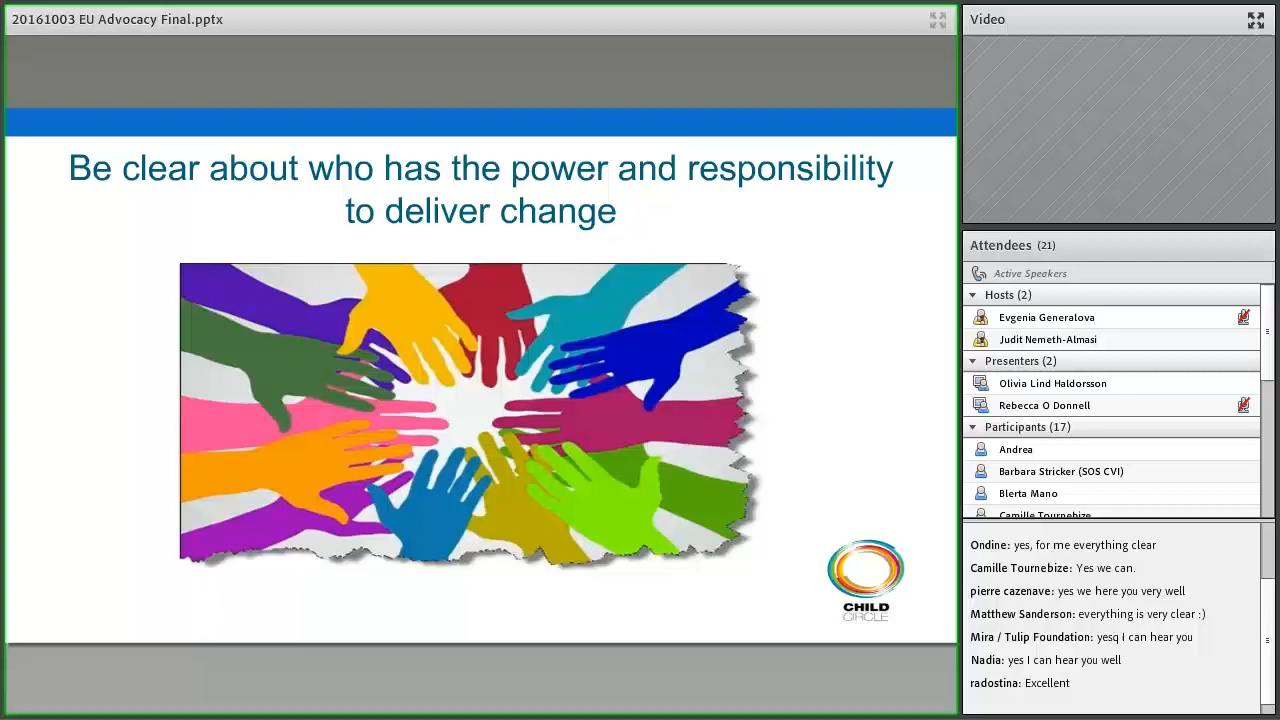 20161003 EU Advocacy Final.pptx
Be clear about who has the power and responsibility
to deliver change
CHILD
CIRCLE
Video
Attendees (21)
Active Speakers
Hosts (2)
Evgenia Generalova
Judit Nemeth-Almasi
Presenters (2)
Olivia Lind Haldorsson
Rebecca O Donnell
Participants (17)
Andrea
Barbara Stricker (SOS CVI)
Blerta Mano
Camille Tournebize
Ondine: yes, for me everything clear
Camille Tournebize: Yes we can.
pierre cazenave: yes we here you very well
Matthew Sanderson: everything is very clear :)
Mira / Tulip Foundation: yesq I can hear you
Nadia: yes I can hear you well
radostina: Excellent